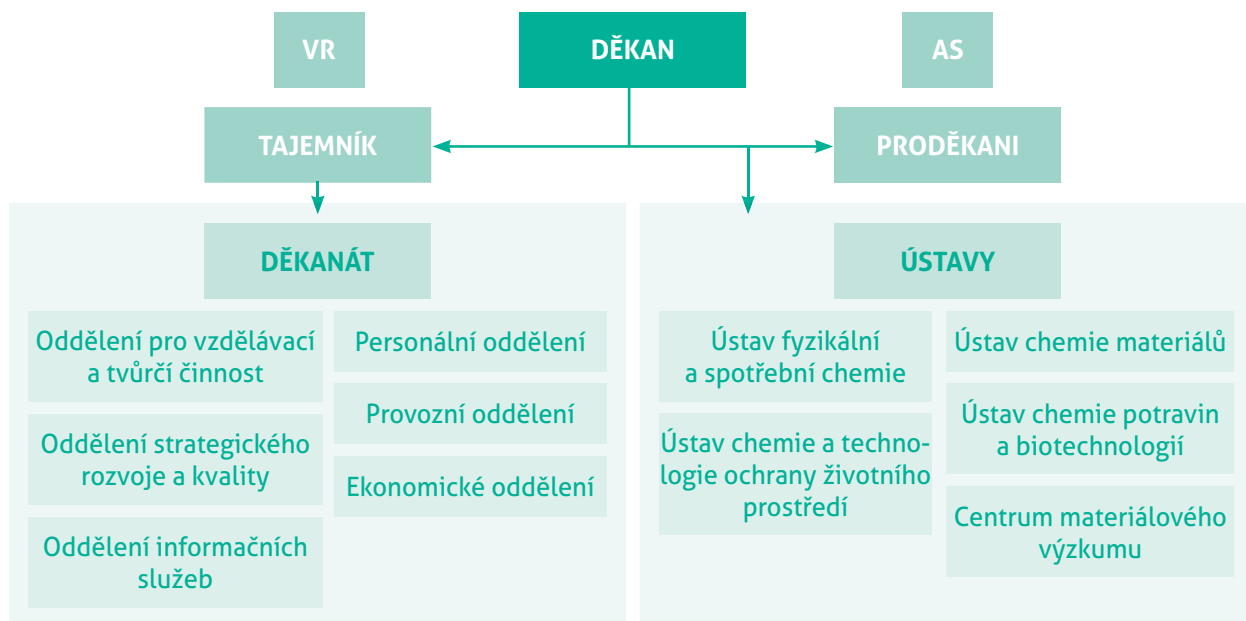 VR
DĚKAN
AS
TAJEMNÍK
PRODĚKANI
DĚKANÁT
Oddělení pro vzdělávací
a tvůrčí činnost
Oddělení strategického
rozvoje a kvality
Oddělení informačních
služeb
Personální oddělení
Provozní oddělení
Ekonomické oddělení
ÚSTAVY
Ústav fyzikální
a spotřební chemie
Ústav chemie a techno-
logie ochrany životního
prostředí
Ústav chemie materiálů
Ústav chemie potravin
a biotechnologií
Centrum materiálového
výzkumu